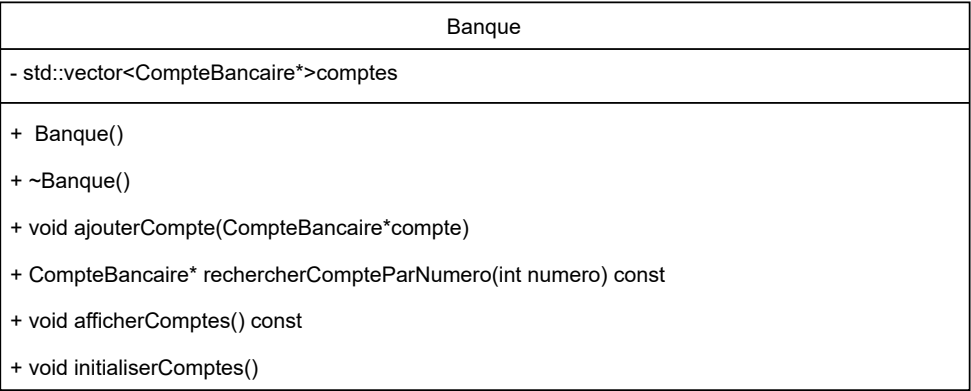 Banque
- std::vector<CompteBancaire*>comptes
+ Banque()
+ ~Banque()
+ void ajouterCompte(CompteBancaire*compte)
+ CompteBancaire* rechercherCompteParNumero(int numero) const
+ void afficherComptes() const
+ void initialiserComptes()